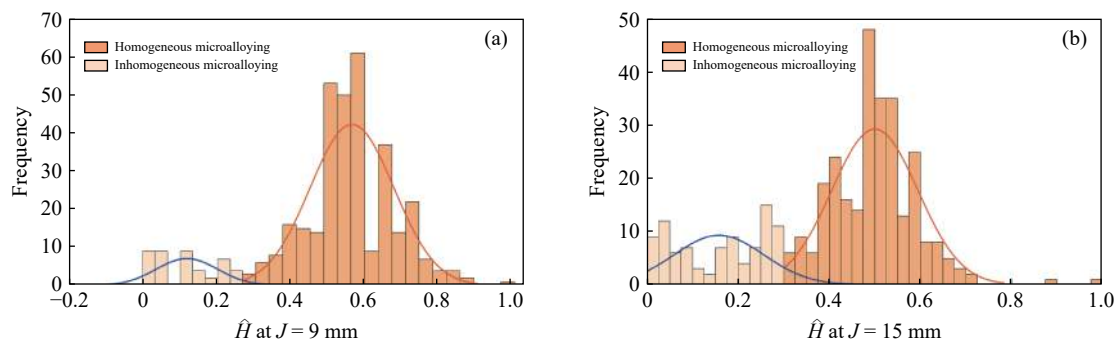 70
60
50
40
30
20
10
0
Frequency
Homogeneous microalloying
Inhomogeneous microalloying
(a)
−0.2
0
0.2
0.4
0.6
0.8
1.0
Ĥ at J = 9 mm
50
40
30
20
10
0
Frequency
Homogeneous microalloying
Inhomogeneous microalloying
(b)
0
0.2
0.4
0.6
0.8
1.0
Ĥ at J = 15 mm